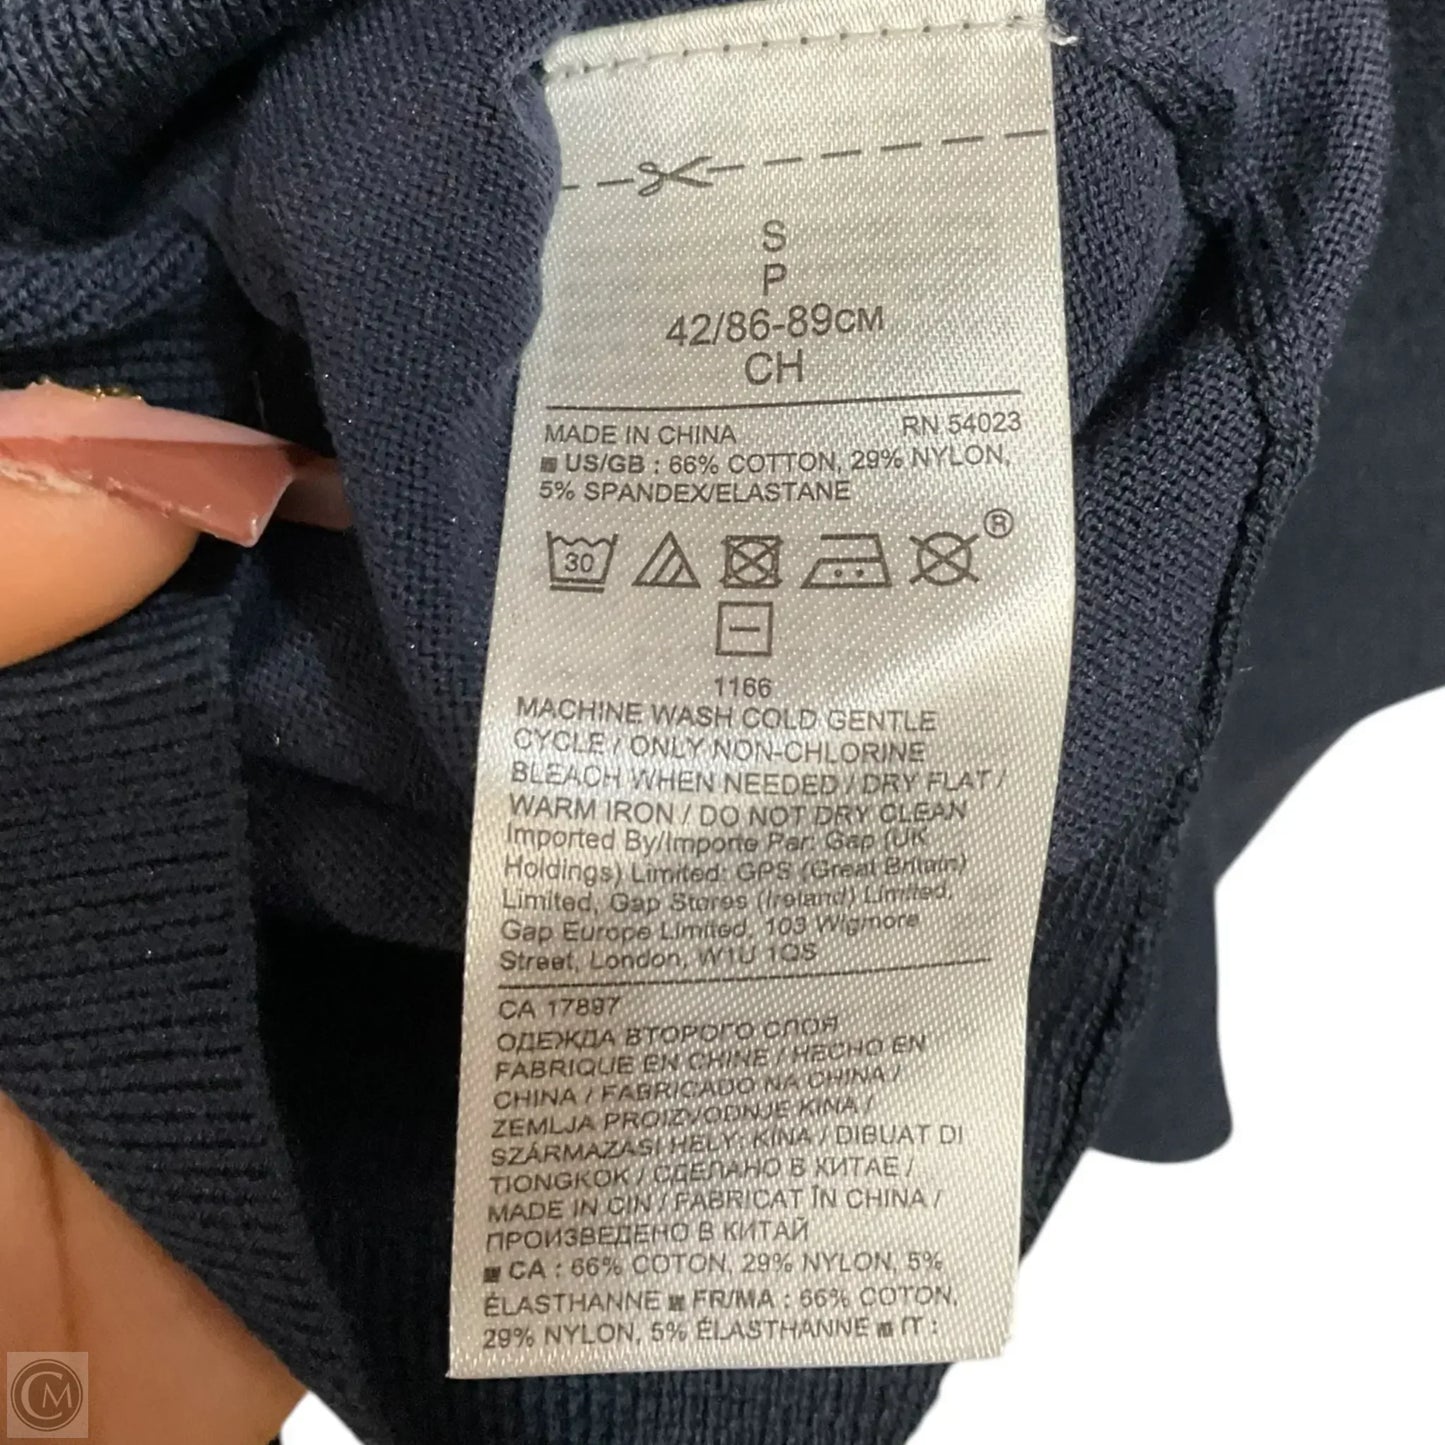 S
P
42/86-89CM
CH
MADE IN CHINA RN 54023
US/GB : 66% COTTON, 29% NYLON,
5% SPANDEX/ELASTANE
30 ®
1166
MACHINE WASH COLD GENTLE
CYCLE / ONLY NON-CHLORINE
BLEACH WHEN NEEDED / DRY FLAT /
WARM IRON / DO NOT DRY CLEAN
Imported By/Importe Par: Gap (UK
Holdings) Limited: GPS (Great Britain)
Limited, Gap Stores (Ireland) Limited,
Gap Europe Limited, 103 Wigmore
Street, London, W1U 1QS
CA 17897
ОДЕЖДА ВТОРОГО СЛОЯ
FABRIQUE EN CHINE / HECHO EN
CHINA / FABRICADO NA CHINA /
ZEMLJA PROIZVODNJE KINA /
SZÁRMAZASI HELY: KÍNA / DIBUAT DI
TIONGKOK / СДЕЛАНО В КИТАЕ /
MADE IN CIN / FABRICAT ÎN CHINA /
ПРОИЗВЕДЕНО В КИТАЙ
CA : 66% COTON, 29% NYLON, 5%
ÉLASTHANNE FR/MA : 66% COTON,
29% NYLON, 5% ÉLASTHANNE IT :
CM